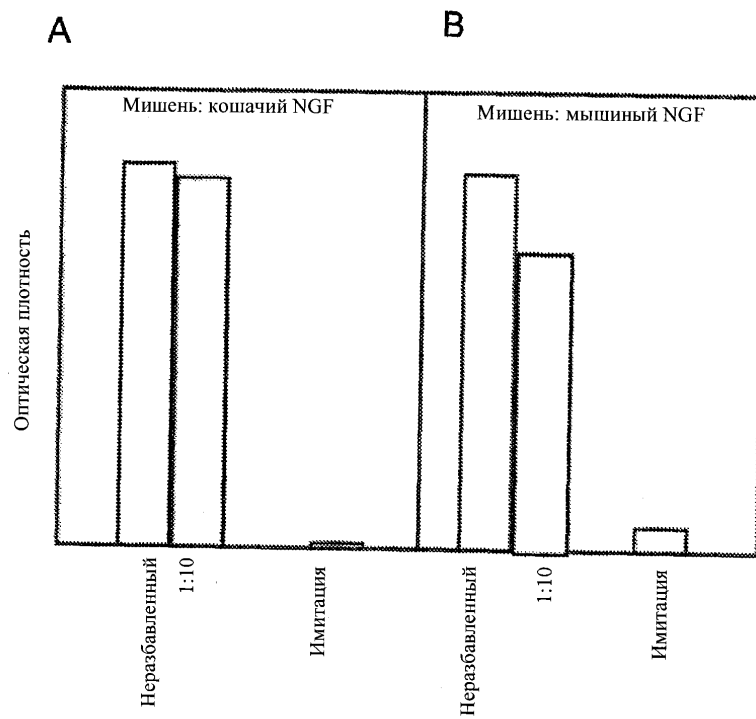 A
B
Мишень: кошачий NGF
Мишень: мышиный NGF
Оптическая плотность
Неразбавленный
1:10
Имитация
Неразбавленный
1:10
Имитация